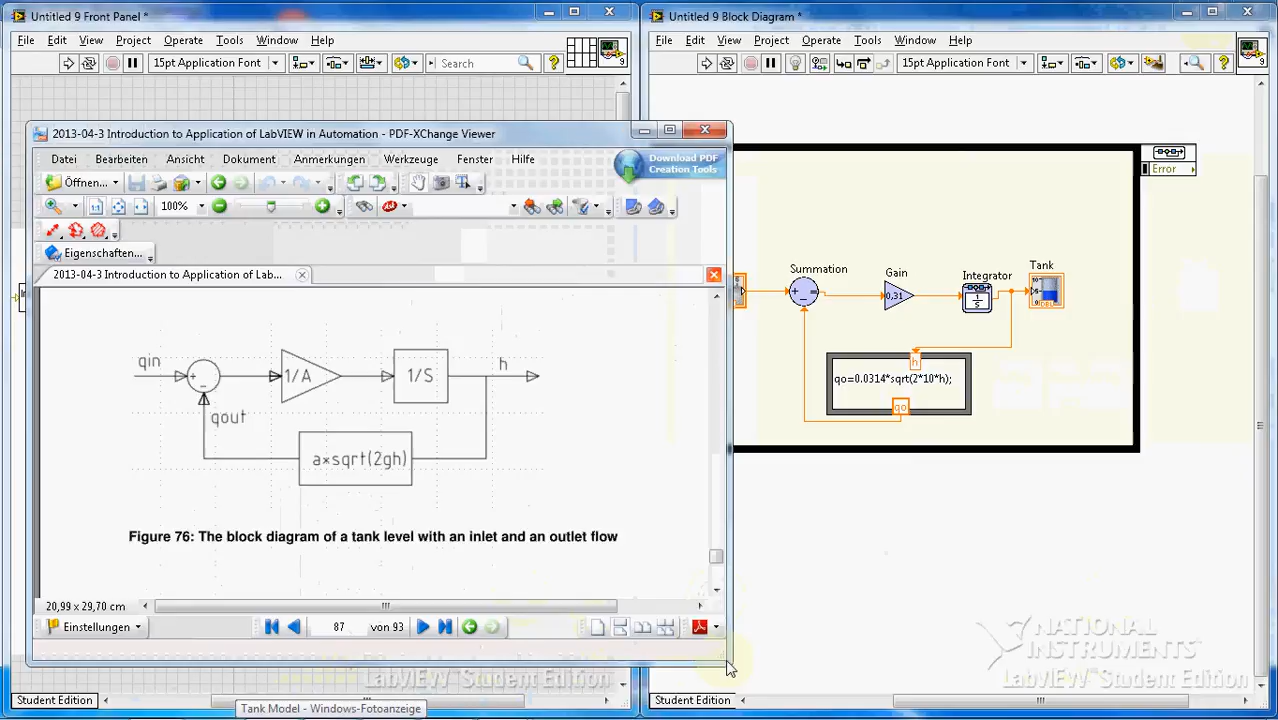 Untitled 9 Front Panel *
File Edit View Project Operate Tools Window Help
15pt Application Font
Search
9
2013-04-3 Introduction to Application of LabVIEW in Automation - PDF-XChange Viewer
Datei Bearbeiten Ansicht Dokument Anmerkungen Werkzeuge Fenster Hilfe
Download PDF
Creation Tools
Öffnen...
100%
Eigenschaften...
2013-04-3 Introduction to Application of Lab...
qin
+
-
1/A
1/S
h
qout
a×sqrt(2gh)
Figure 76: The block diagram of a tank level with an inlet and an outlet flow
20,99 x 29,70 cm
Einstellungen
87
von 93
LabVIEW Student Edition
Student Edition
Tank Model - Windows-Fotoanzeige
Untitled 9 Block Diagram *
File Edit View Project Operate Tools Window Help
15pt Application Font
9
Error
Summation
Gain
0,31
Integrator
1
s
Tank
h
qo=0.0314*sqrt(2*10*h);
qo
NATIONAL
INSTRUMENTS
LabVIEW Student Edition
Student Edition